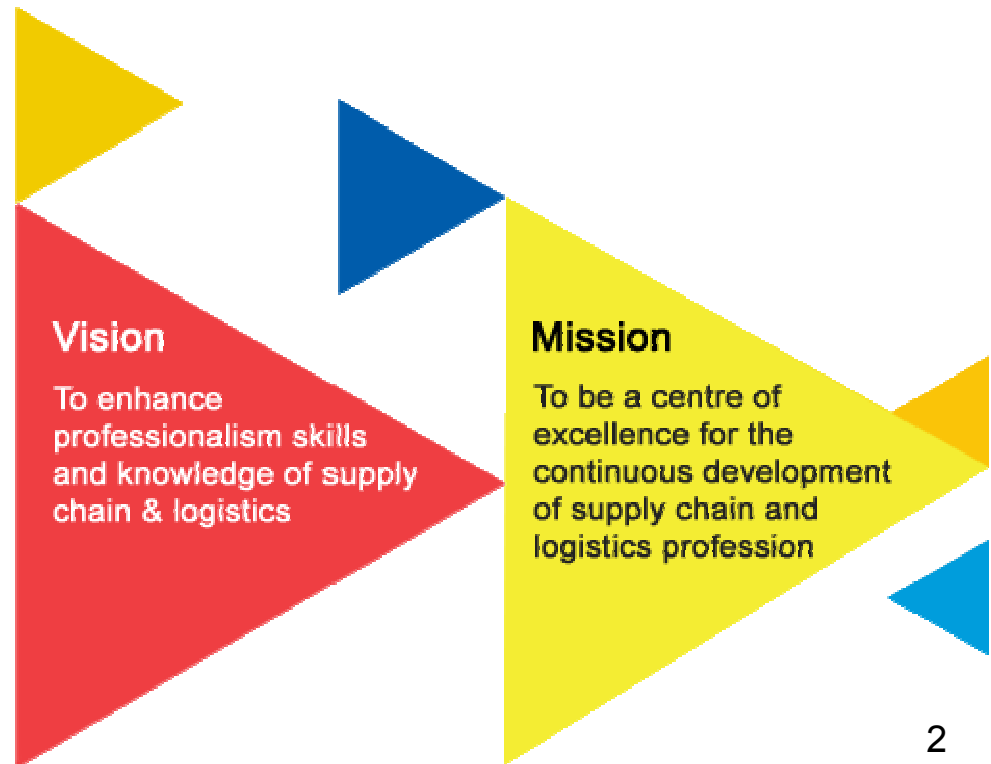 Vision
To enhance
professionalism skills
and knowledge of supply
chain & logistics
Mission
To be a centre of
excellence for the
continuous development
of supply chain and
logistics profession
2